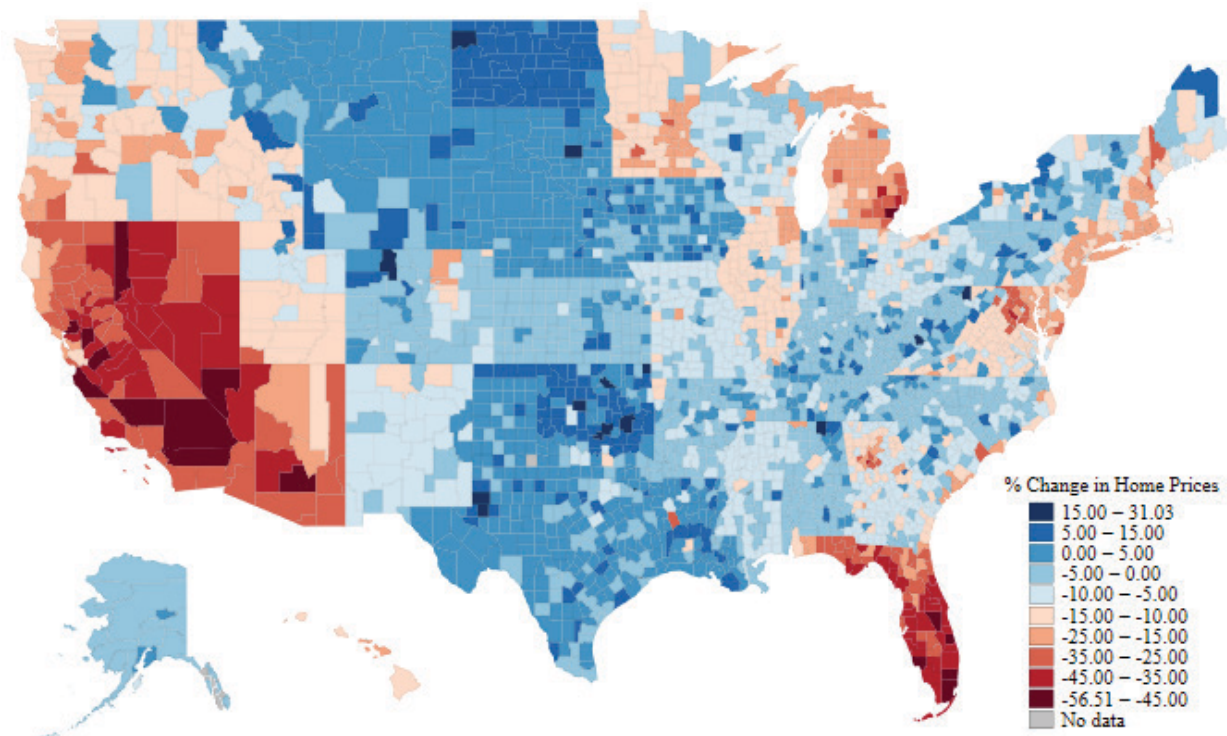 % Change in Home Prices
15.00 – 31.03
5.00 – 15.00
0.00 – 5.00
-5.00 – 0.00
-10.00 – -5.00
-15.00 – -10.00
-25.00 – -15.00
-35.00 – -25.00
-45.00 – -35.00
-56.51 – -45.00
No data